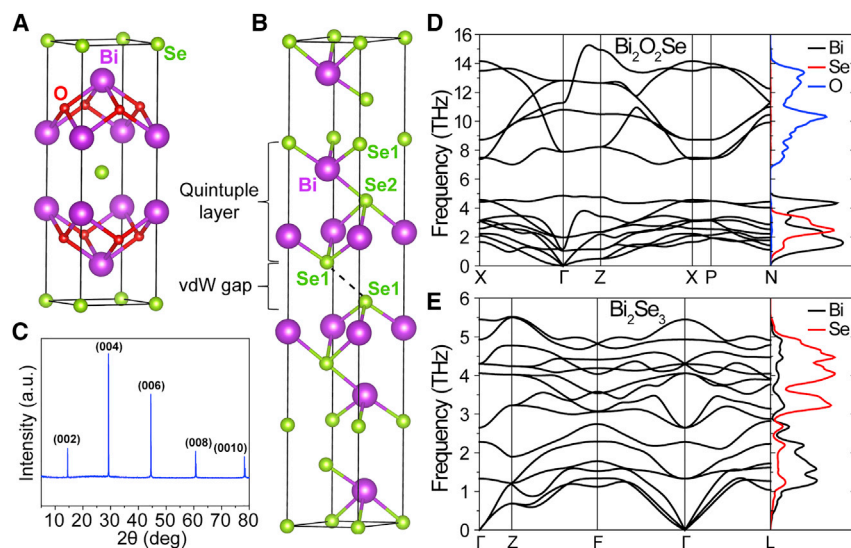 A
Se
Bi
O
B
Se1
Bi
Se2
Quintuple
layer
Se1
vdW gap
Se1
C
Intensity (a.u.)
(002)
(004)
(006)
(008)
(0010)
10 20 30 40 50 60 70 80
2θ (deg)
D
Frequency (THz)
16
14
12
10
8
6
4
2
0
Bi2O2Se
Bi
Se
O
X Γ Z X P N
E
Frequency (THz)
6
5
4
3
2
1
0
Bi2Se3
Bi
Se
Γ Z F Γ L